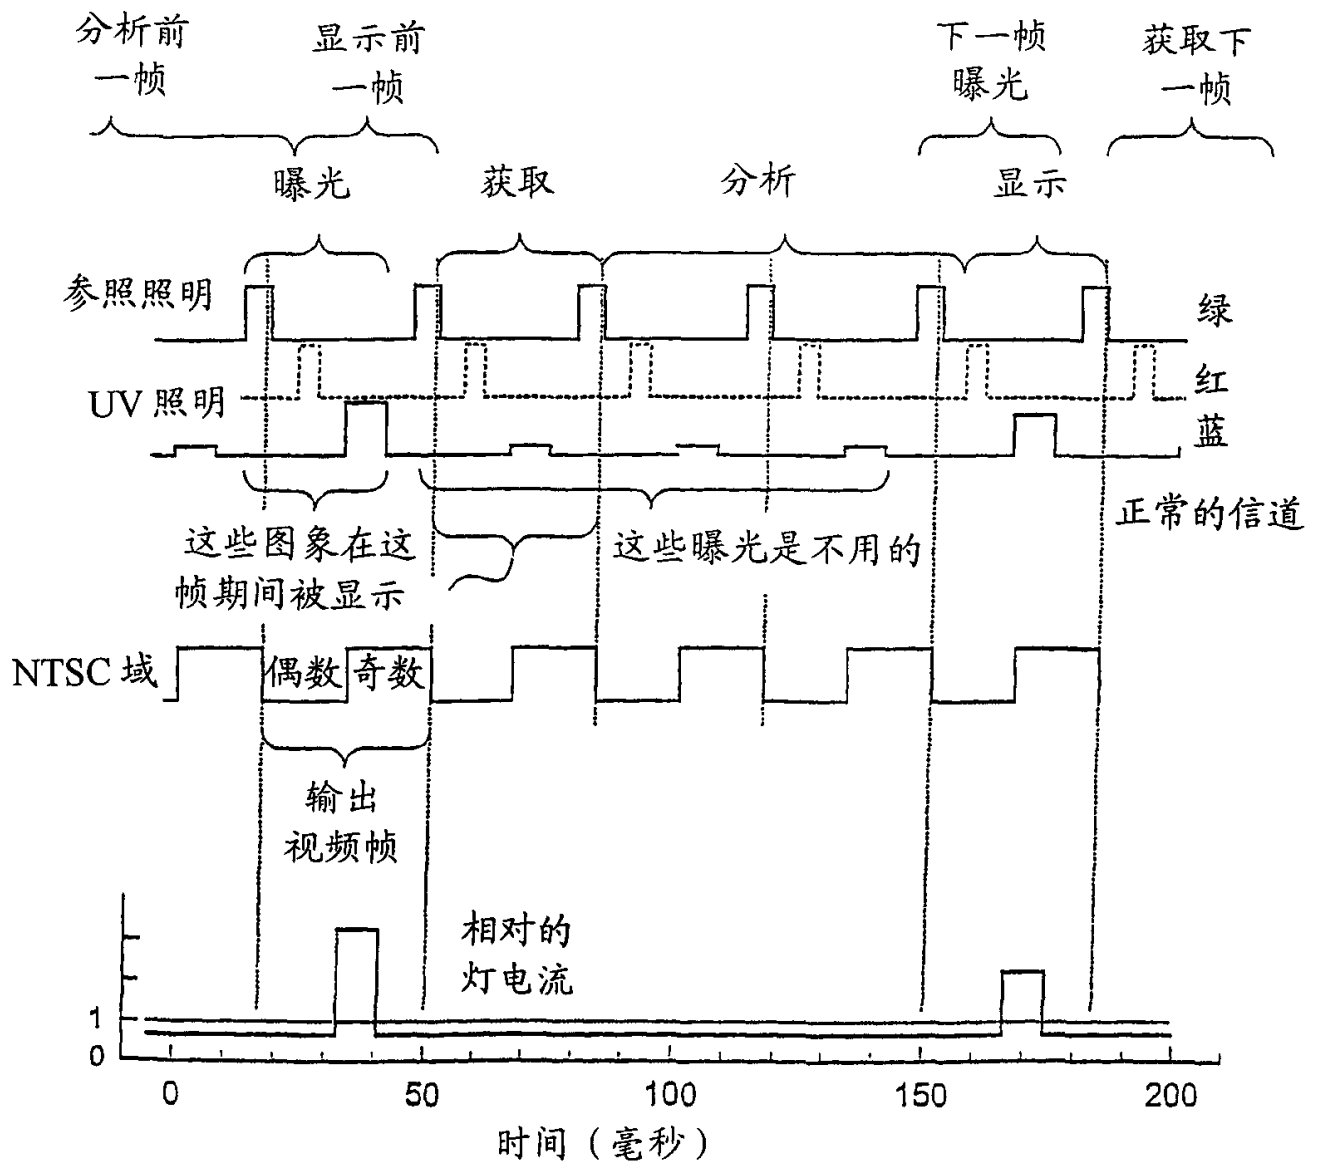 分析前
一帧
显示前
一帧
下一帧
曝光
获取下
一帧
曝光
获取
分析
显示
参照照明
绿
红
UV 照明
蓝
正常的信道
这些图象在这
帧期间被显示
这些曝光是不用的
NTSC 域
偶数
奇数
输出
视频帧
相对的
灯电流
1
0
0
50
100
150
200
时间(毫秒)